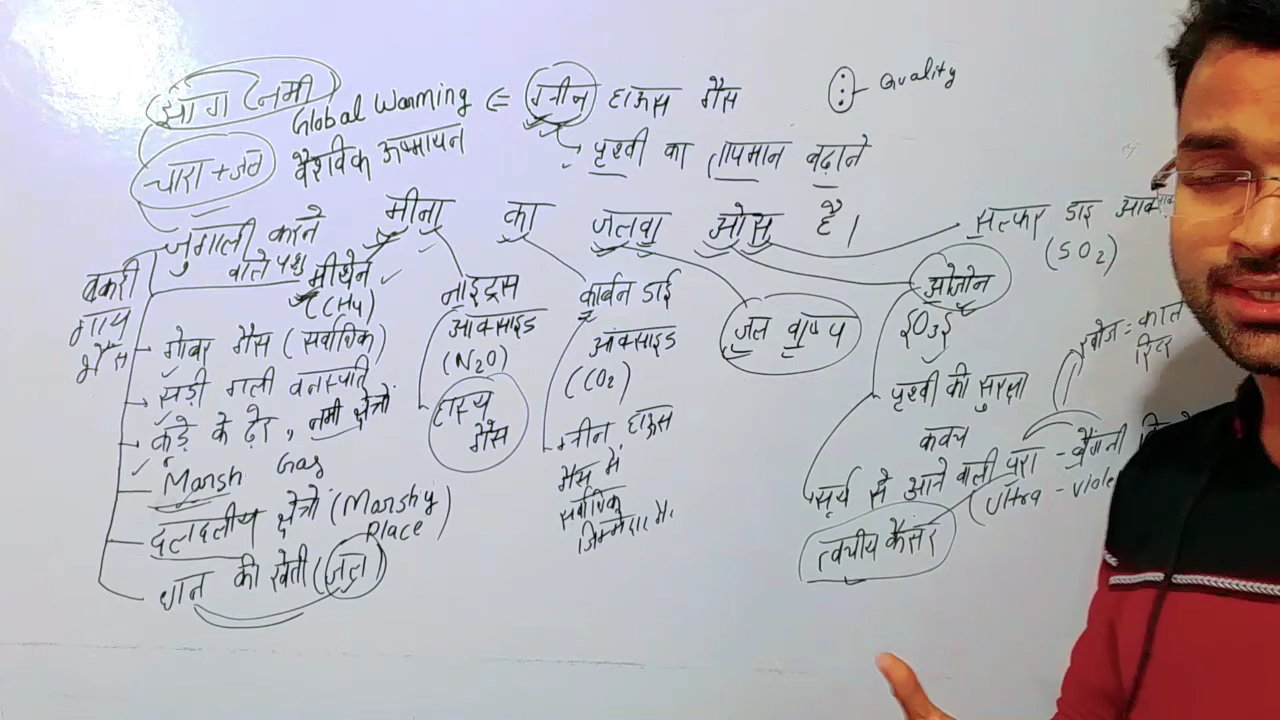 झाग नमी
Global Warming ⇐ ग्रीन हाऊस गैस
Quality
चारा + जल
वैश्विक ऊष्मायन
पृथ्वी का तापमान बढ़ाने
मीना का जलवा ओस है।
जुगाली करने
वाले पशु
बकरी
गाय
भैंस
मीथेन
(CH4)
गोबर गैस (सर्वाधिक)
सड़ी गली वनस्पति
कूड़े के ढेर, नमी क्षेत्रों
Marsh Gas
दलदलीय क्षेत्रों (Marshy
Place)
धान की खेती (जल)
नाइट्रस
आक्साइड
(N2O)
हास्य
गैस
कार्बन डाई
आक्साइड
(CO2)
ग्रीन हाऊस
गैस में
सर्वाधिक
जिम्मेदार गै.
जल वाष्प
सल्फर डाइ
(SO2)
ओजोन
{O3}
पृथ्वी की सुरक्षा
कवच
सूर्य से आने वाली परा - बैंगनी
(Ultra - Viole
त्वचीय कैंसर
खोज =
रिटर